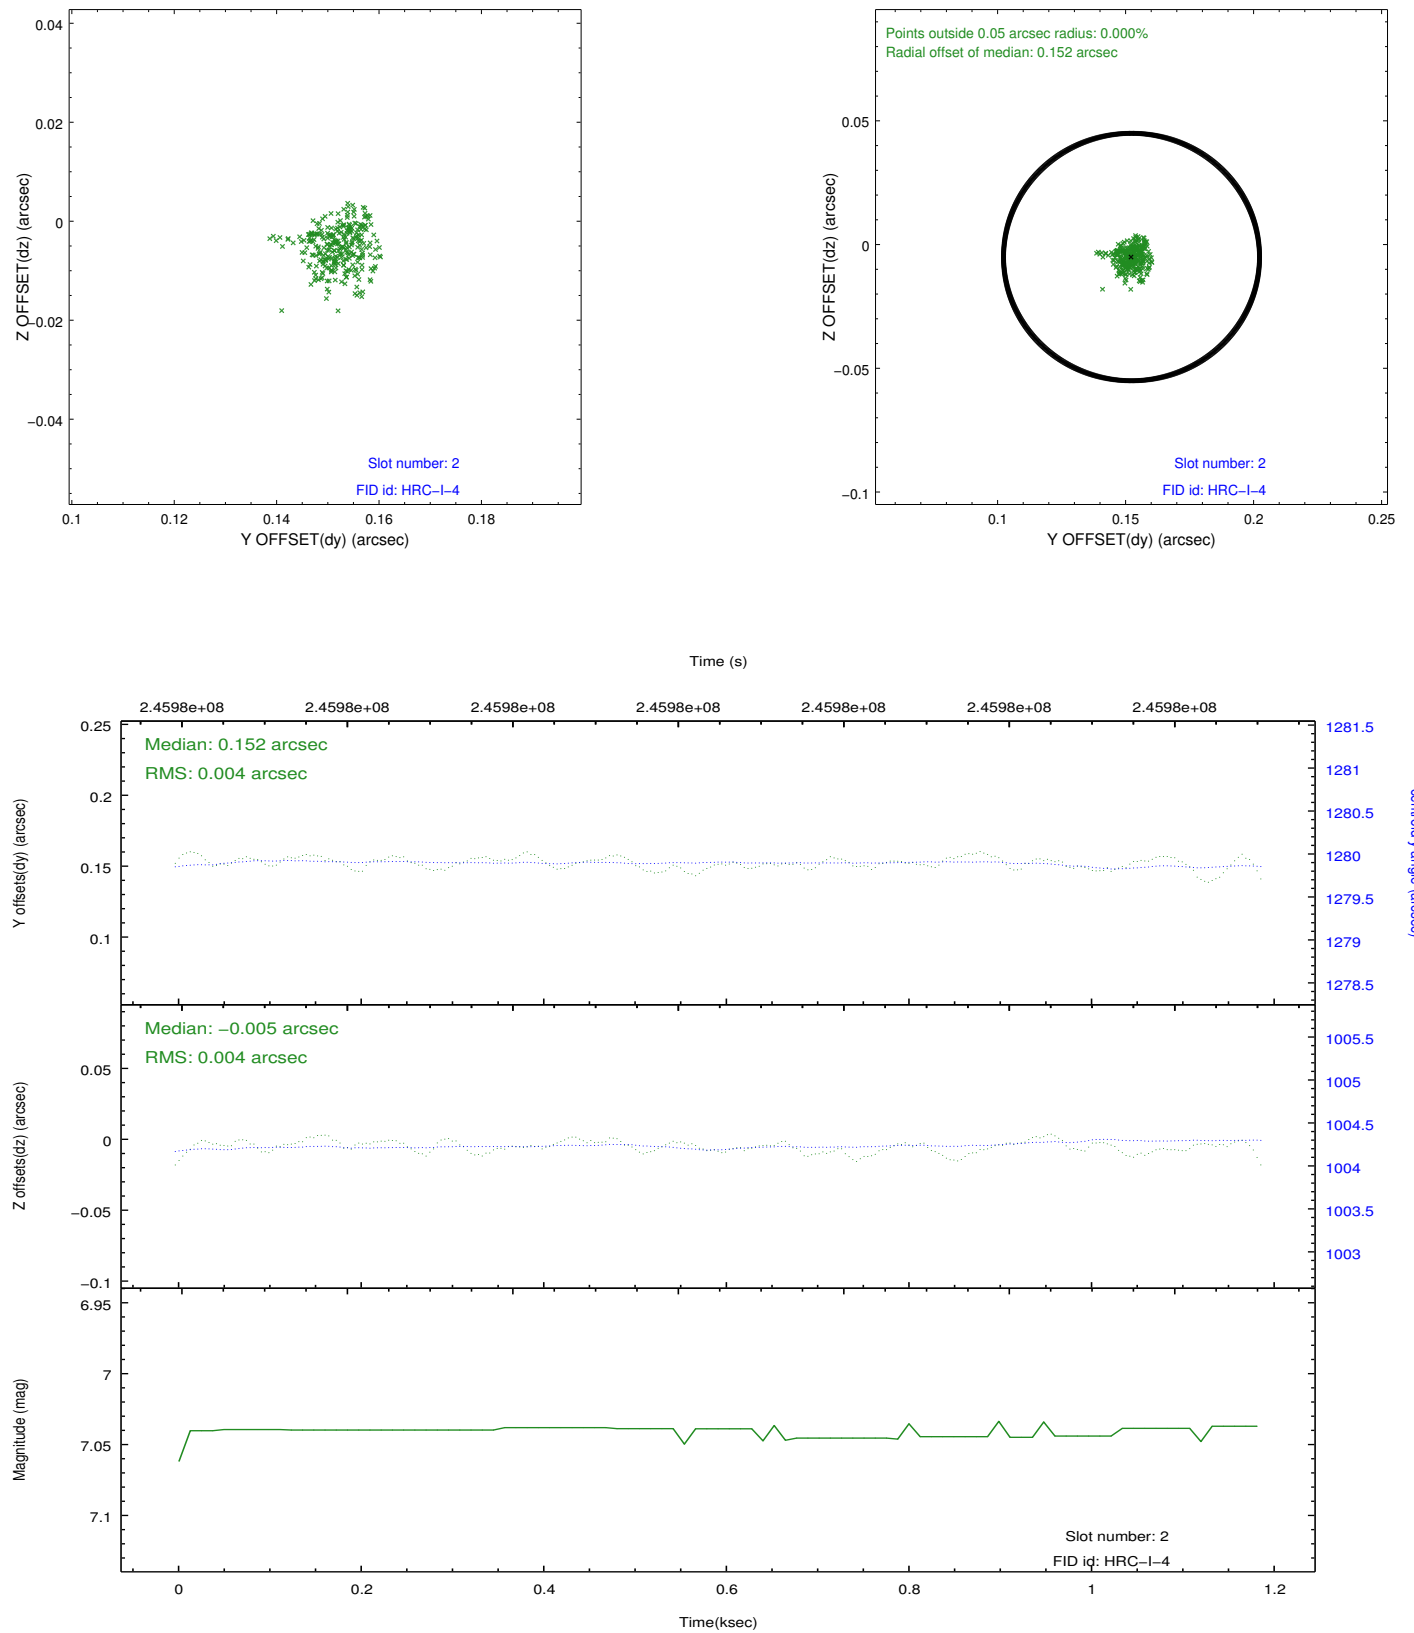 0.04
0.02
0
−0.02
−0.04
Z OFFSET(dz) (arcsec)
Slot number: 2
FID id: HRC−I−4
0.1 0.12 0.14 0.16 0.18
Y OFFSET(dy) (arcsec)
Points outside 0.05 arcsec radius: 0.000%
Radial offset of median: 0.152 arcsec
0.05
0
−0.05
−0.1
Z OFFSET(dz) (arcsec)
Slot number: 2
FID id: HRC−I−4
0.1 0.15 0.2 0.25
Y OFFSET(dy) (arcsec)
Time (s)
2.4598e+08 2.4598e+08 2.4598e+08 2.4598e+08 2.4598e+08 2.4598e+08 2.4598e+08
Median: 0.152 arcsec
RMS: 0.004 arcsec
0.25
0.2
0.15
0.1
Y offsets(dy) (arcsec)
1281.5
1281
1280.5
1280
1279.5
1279
1278.5
Median: −0.005 arcsec
RMS: 0.004 arcsec
0.05
0
−0.05
−0.1
Z offsets(dz) (arcsec)
1005.5
1005
1004.5
1004
1003.5
1003
6.95
7
7.05
7.1
Magnitude (mag)
Slot number: 2
FID id: HRC−I−4
0 0.2 0.4 0.6 0.8 1 1.2
Time(ksec)